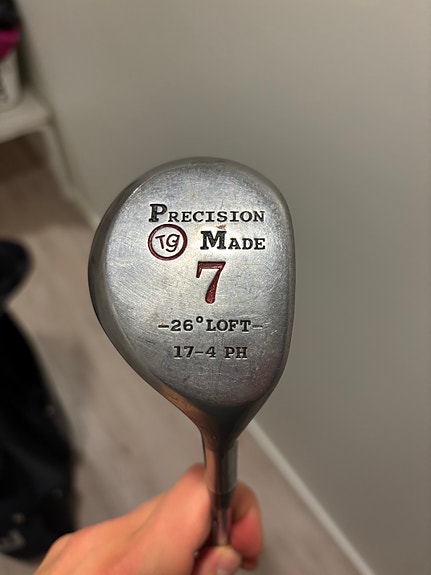 PRECISION
TG MADE
7
-26° LOFT-
17-4 PH